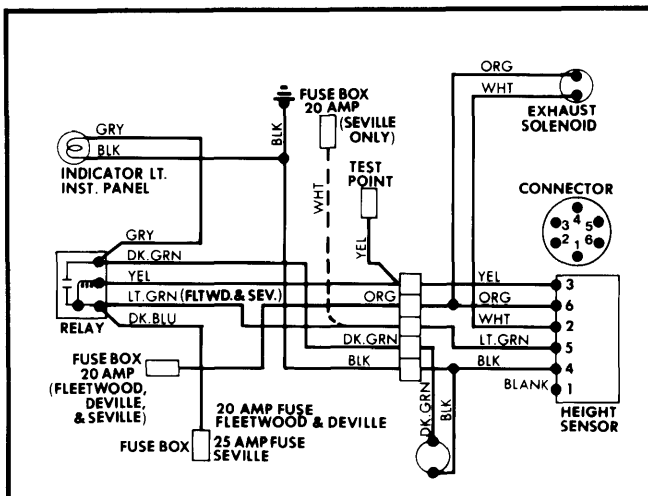 ORG
WHT
EXHAUST
SOLENOID
FUSE BOX
20 AMP
(SEVILLE
ONLY)
BLK
GRY
BLK
INDICATOR LT.
INST. PANEL
WHT
TEST
POINT
YEL
CONNECTOR
3 4 5
2 1 6
GRY
DK.GRN
YEL
LT.GRN (FLTWD.& SEV.)
DK.BLU
RELAY
ORG
DK.GRN
BLK
YEL 3
ORG 6
WHT 2
LT.GRN 5
BLK 4
BLANK 1
HEIGHT
SENSOR
FUSE BOX
20 AMP
(FLEETWOOD,
DEVILLE,
& SEVILLE)
20 AMP FUSE
FLEETWOOD & DEVILLE
FUSE BOX
25 AMP FUSE
SEVILLE
DK.GRN
BLK